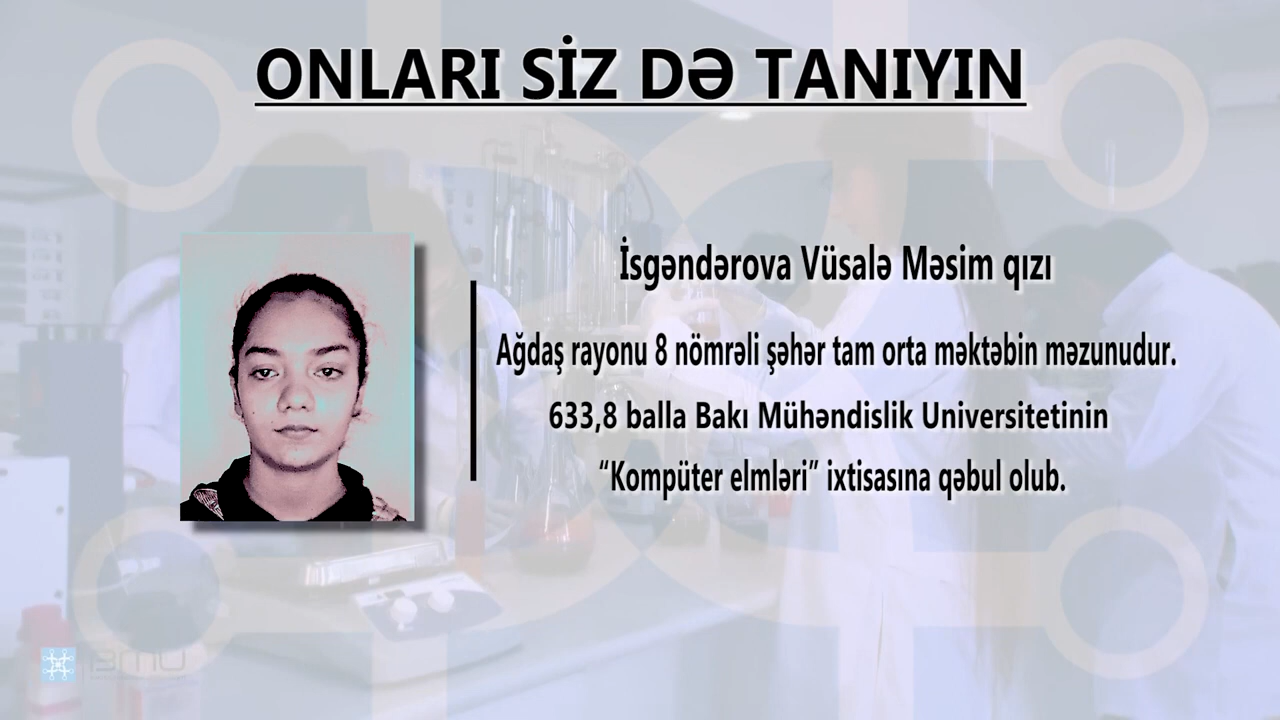 ONLARI SİZ DƏ TANIYIN
İsgəndərova Vüsalə Məsim qızı
Ağdaş rayonu 8 nömrəli şəhər tam orta məktəbin məzunudur.
633,8 balla Bakı Mühəndislik Universitetinin
“Kompüter elmləri” ixtisasına qəbul olub.
BMU